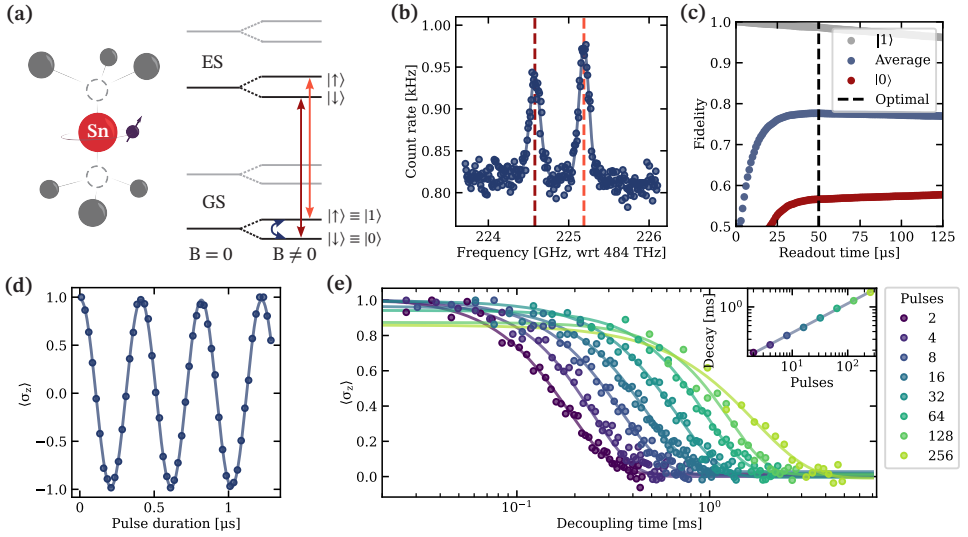 (a)
ES
|↑⟩
|↓⟩
Sn
GS
|↑⟩ ≡ |1⟩
|↓⟩ ≡ |0⟩
B = 0
B ≠ 0
(b)
Count rate [kHz]
1.00
0.95
0.90
0.85
0.80
224
225
226
Frequency [GHz, wrt 484 THz]
(c)
Fidelity
1.0
0.9
0.8
0.7
0.6
0.5
|1⟩
Average
|0⟩
Optimal
0
25
50
75
100
125
Readout time [μs]
(d)
⟨σz⟩
1.0
0.5
0.0
−0.5
−1.0
0
0.5
1
Pulse duration [μs]
(e)
⟨σz⟩
1.0
0.8
0.6
0.4
0.2
0.0
10⁻¹
10⁰
Decoupling time [ms]
Decay [ms]
10⁰
10¹
10²
Pulses
Pulses
2
4
8
16
32
64
128
256